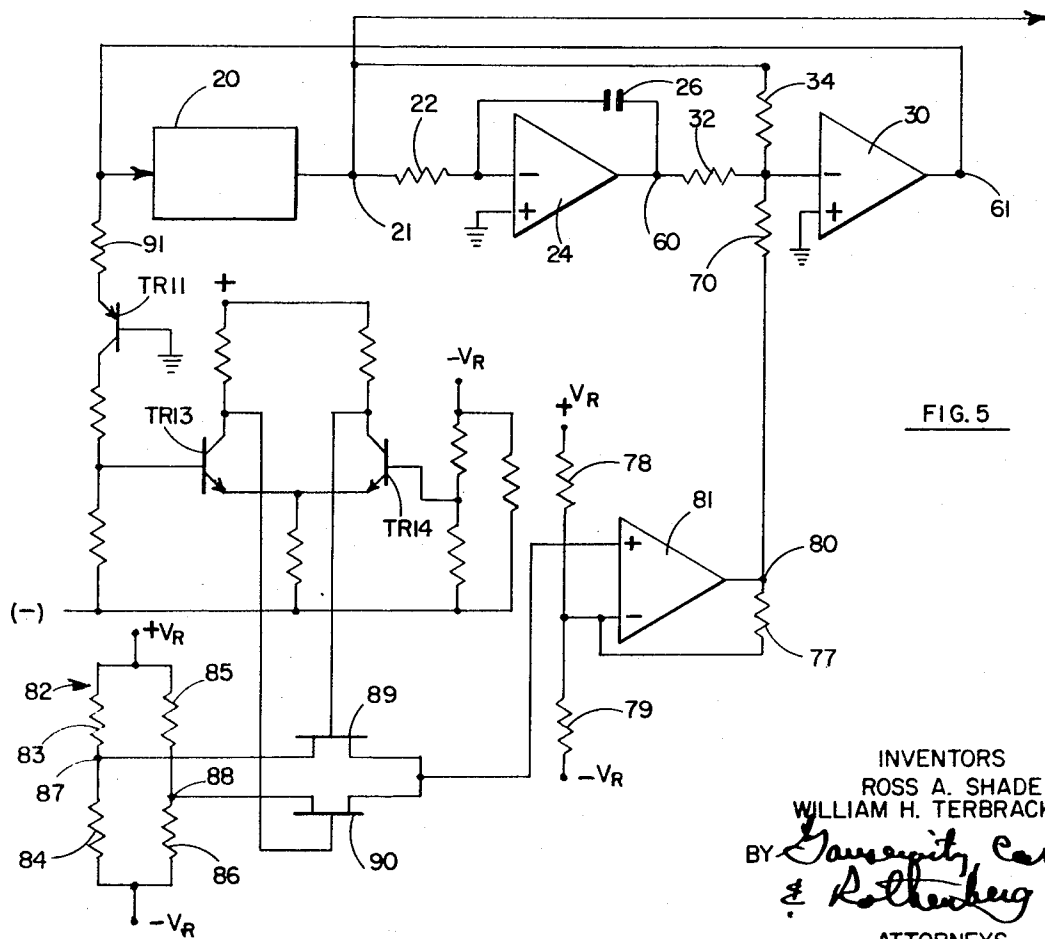 20
22
26
34
32
30
21
24
60
61
91
70
TR11
+
-VR
+VR
FIG. 5
TR13
78
TR14
81
80
(-)
+VR
77
82
85
89
79
83
87
88
-VR
84
86
90
-VR
INVENTORS
ROSS A. SHADE
WILLIAM H. TERBRACK
BY
& Rothenberg
ATTORNEYS